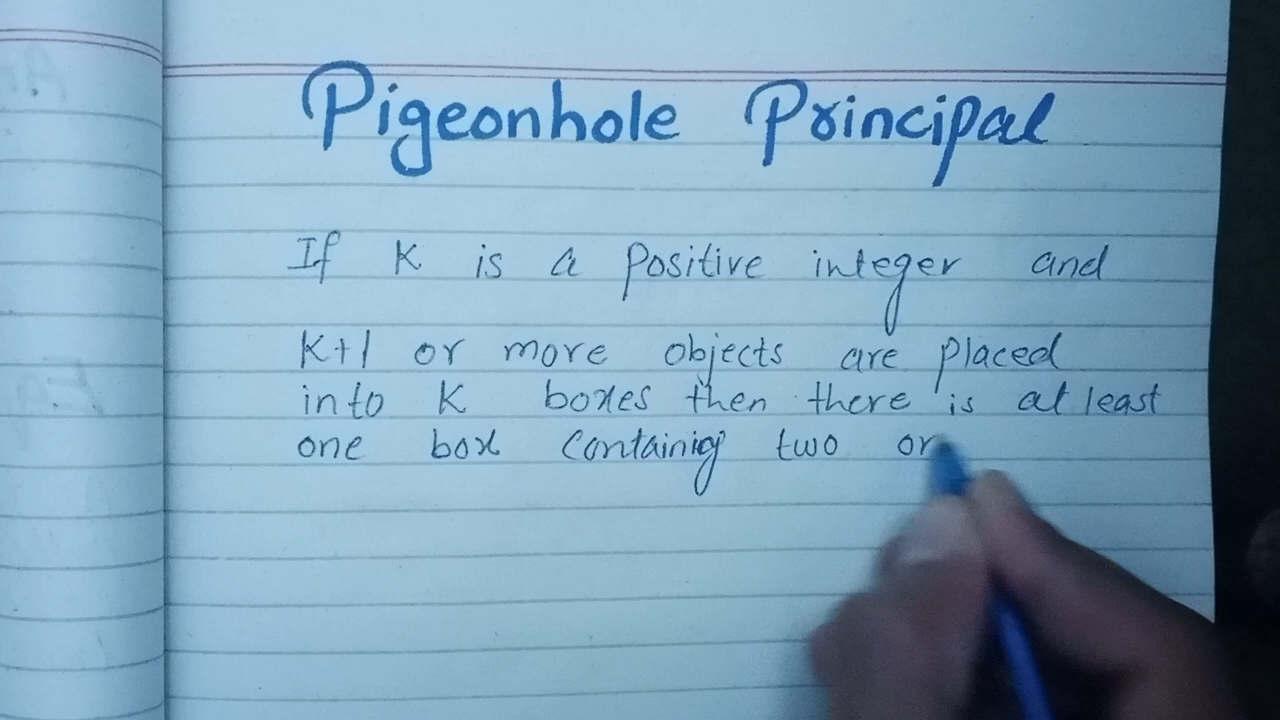 Pigeonhole Principal
If K is a positive integer and
K+1 or more objects are placed
into K boxes then there is at least
one box containig two or